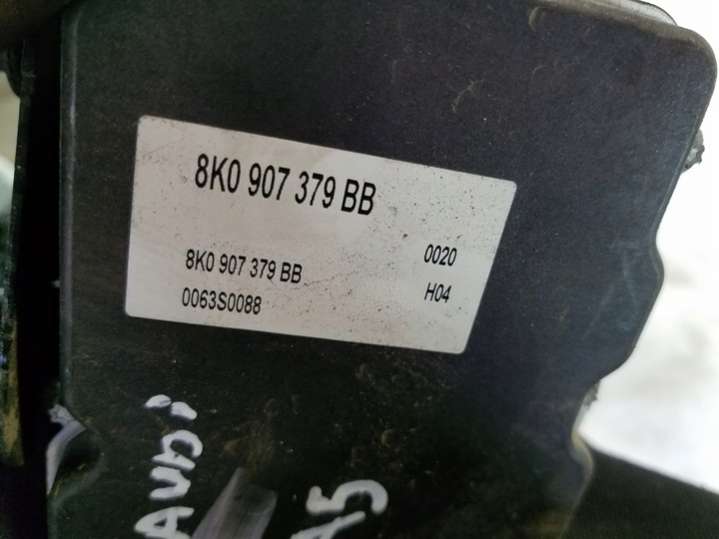 8K0 907 379 BB
8K0 907 379 BB 0020
0063S0088 H04
AUDI
A5